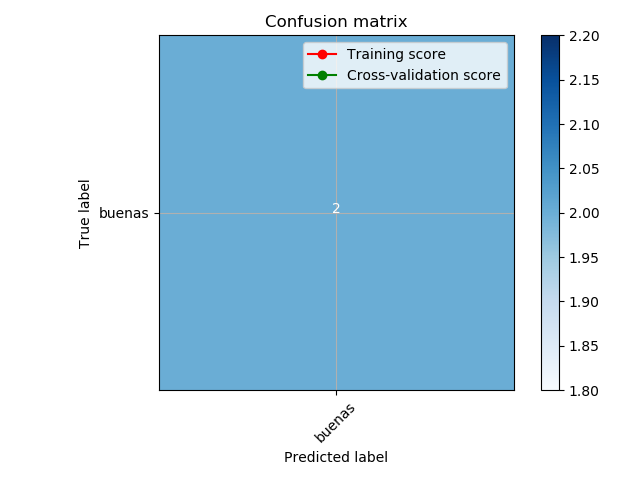 Confusion matrix
Training score
Cross-validation score
2.20
2.15
2.10
2.05
2.00
1.95
1.90
1.85
1.80
True label
buenas
2
buenas
Predicted label